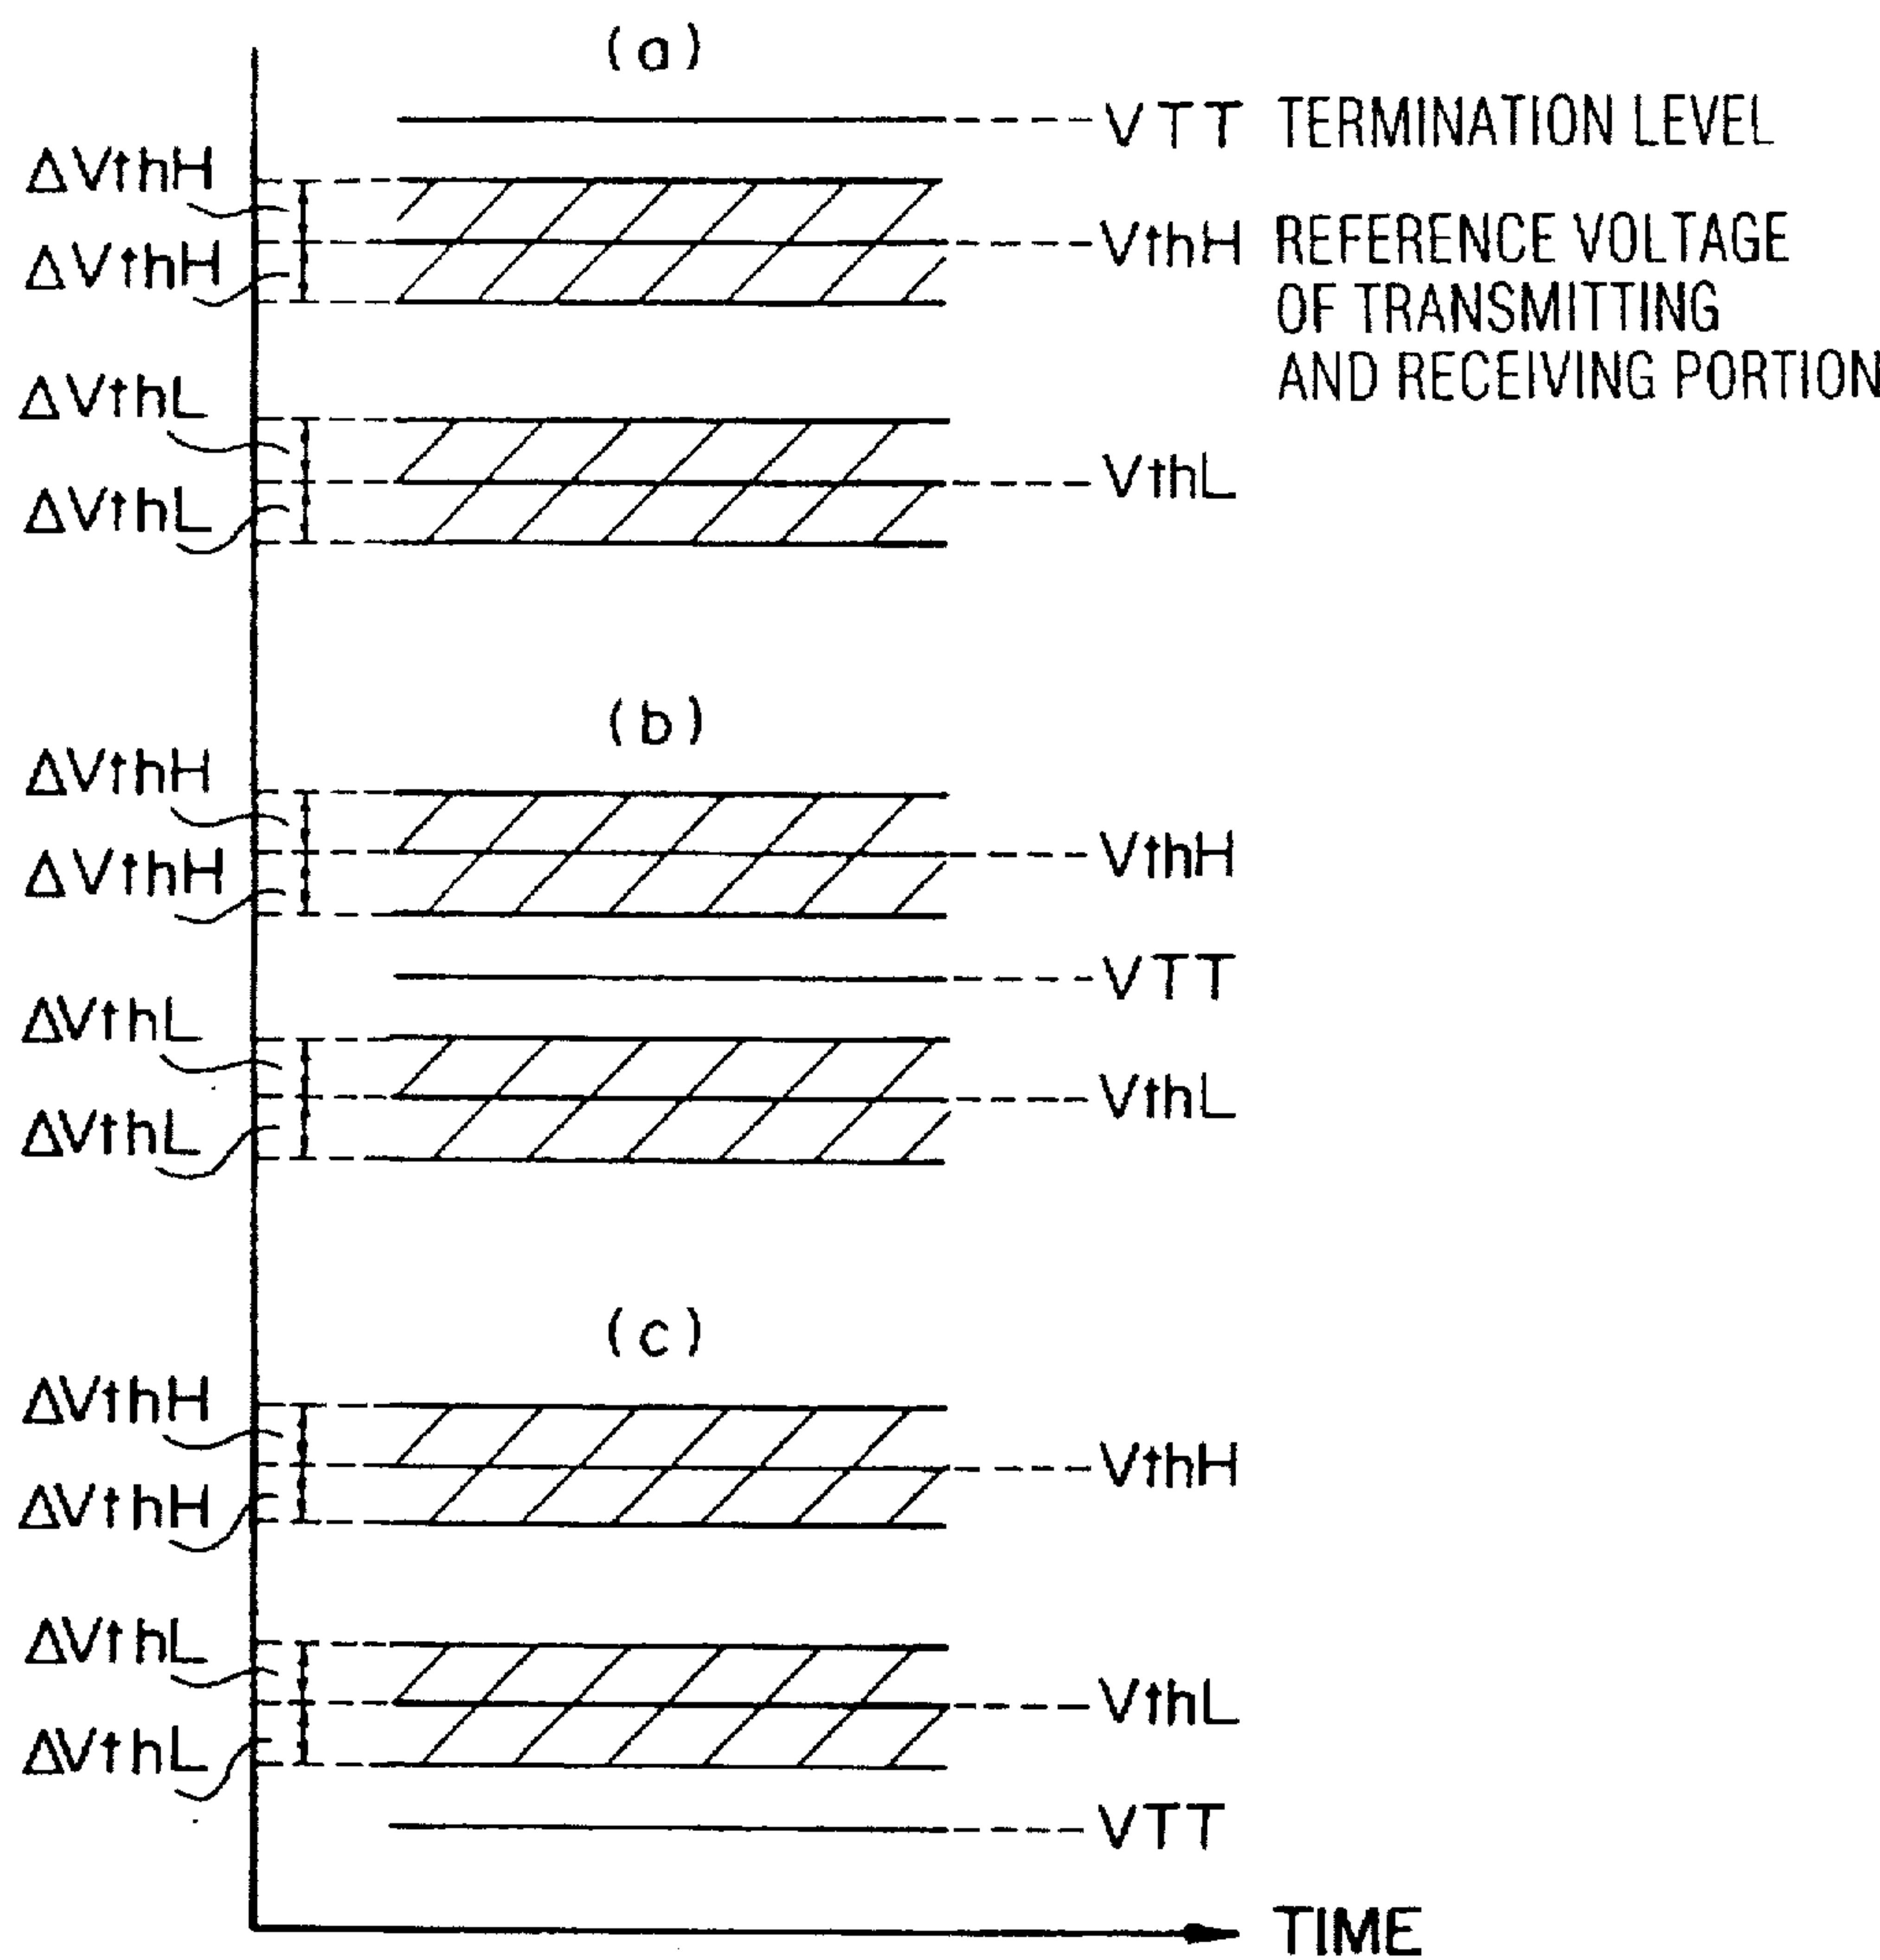 (a)
VTT TERMINATION LEVEL
ΔVthH
ΔVthH
VthH REFERENCE VOLTAGE
OF TRANSMITTING
AND RECEIVING PORTION
ΔVthL
VthL
ΔVthL
(b)
ΔVthH
VthH
ΔVthH
VTT
ΔVthL
VthL
ΔVthL
(c)
ΔVthH
VthH
ΔVthH
ΔVthL
VthL
ΔVthL
VTT
TIME